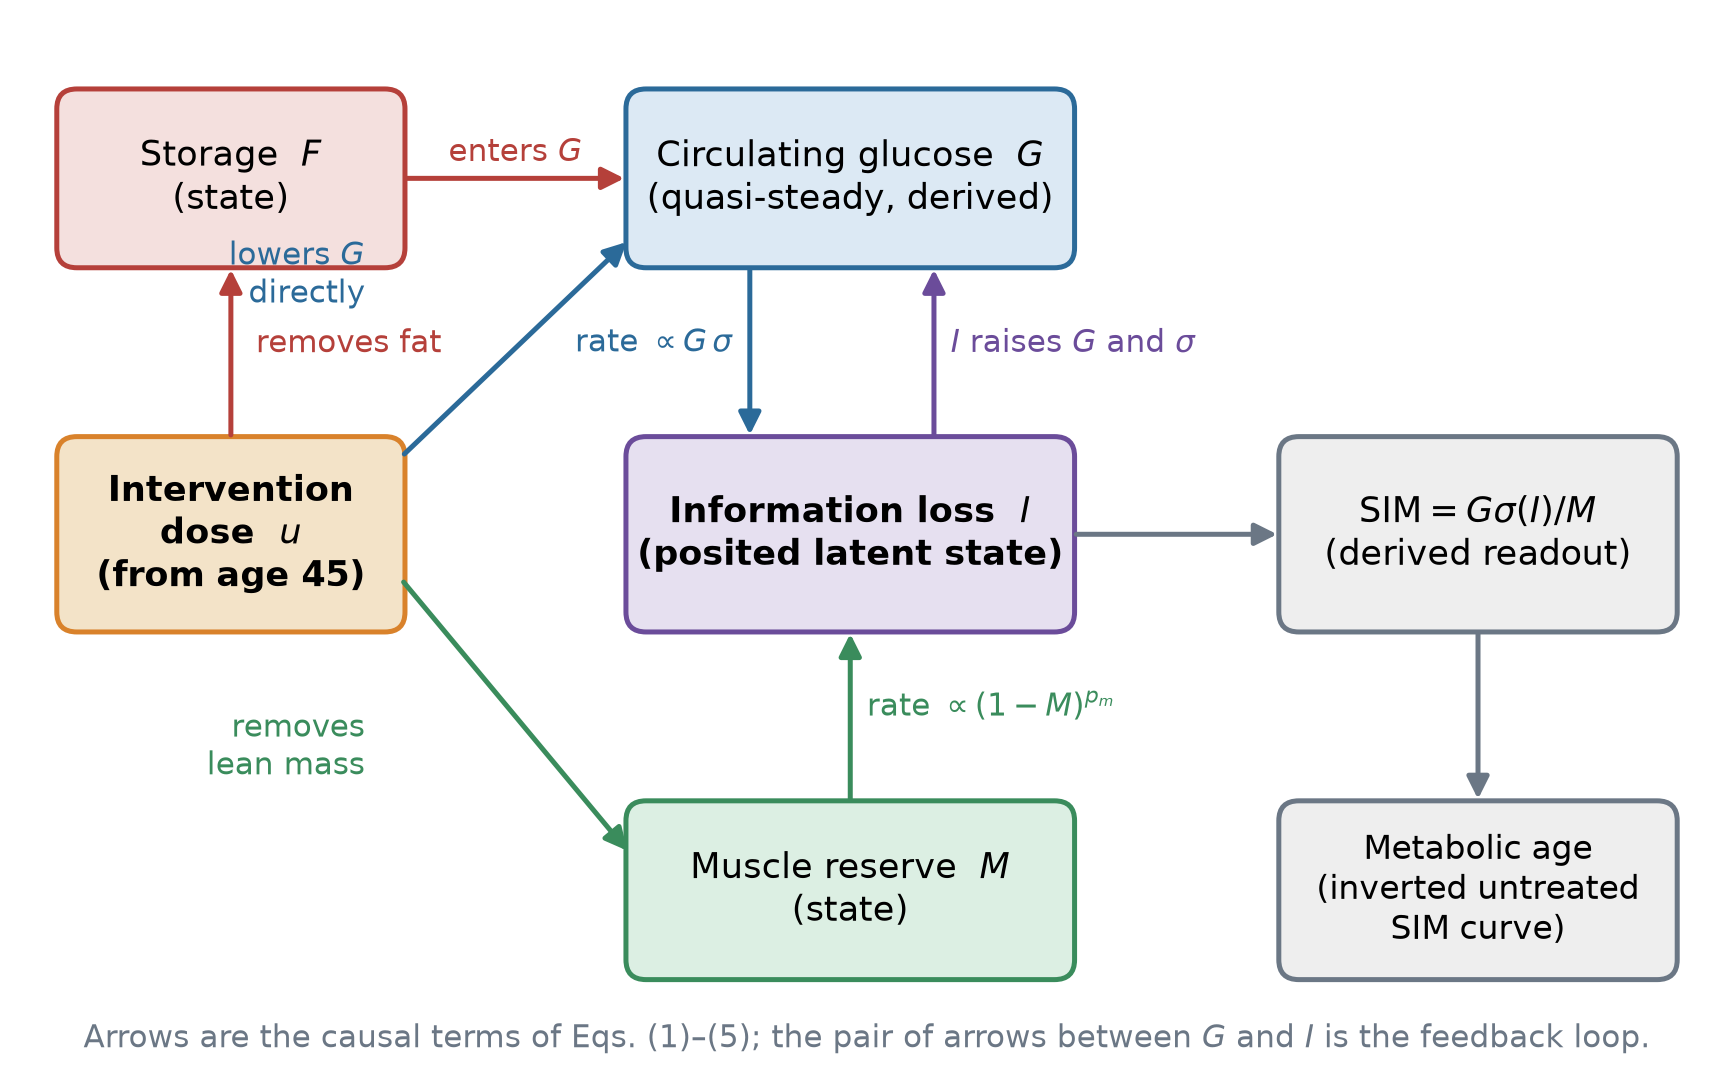 Storage F
(state)
enters G
Circulating glucose G
(quasi-steady, derived)
lowers G
directly
removes fat
rate ∝ G σ
I raises G and σ
Intervention
dose u
(from age 45)
Information loss I
(posited latent state)
SIM = Gσ(I)/M
(derived readout)
removes
lean mass
rate ∝ (1 − M)^{p_m}
Muscle reserve M
(state)
Metabolic age
(inverted untreated
SIM curve)
Arrows are the causal terms of Eqs. (1)–(5); the pair of arrows between G and I is the feedback loop.